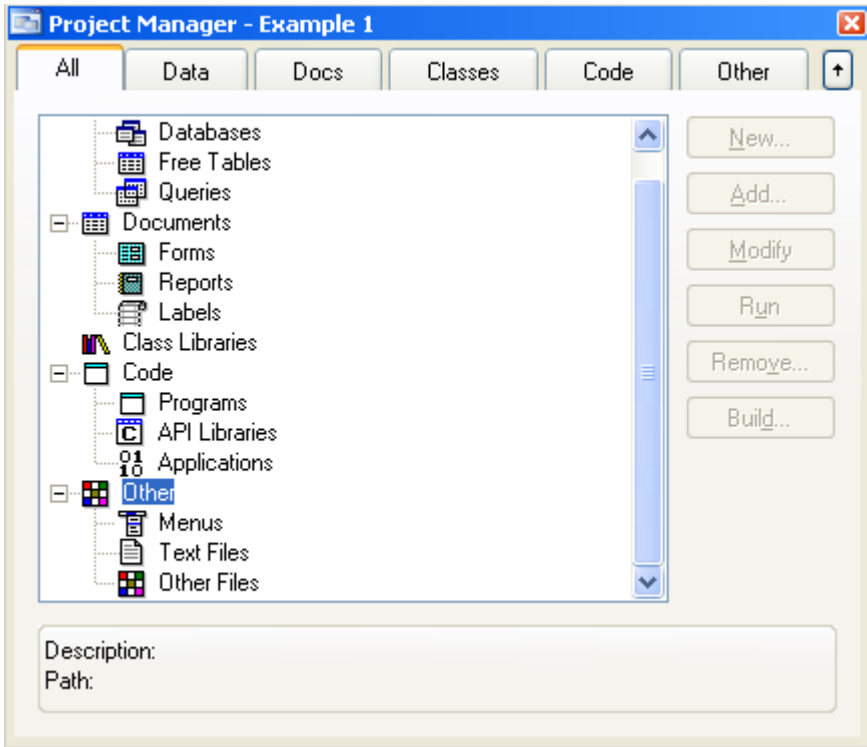 Project Manager - Example 1
All Data Docs Classes Code Other
Databases
Free Tables
Queries
Documents
Forms
Reports
Labels
Class Libraries
Code
Programs
API Libraries
Applications
Other
Menus
Text Files
Other Files
New...
Add...
Modify
Run
Remove...
Build...
Description:
Path: